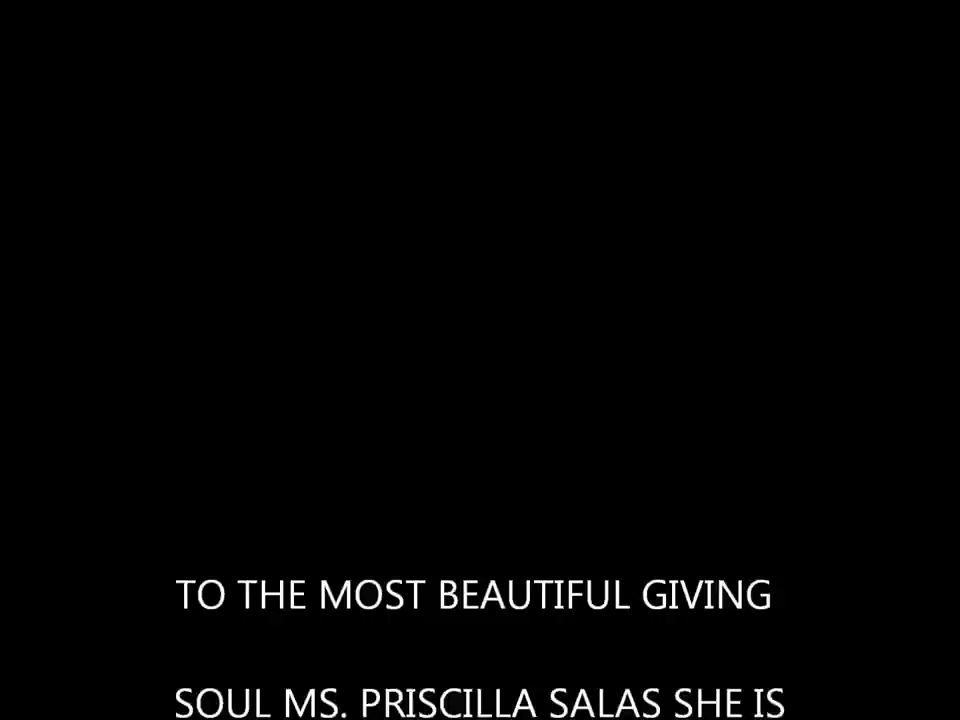 TO THE MOST BEAUTIFUL GIVING
SOUL MS. PRISCILLA SALAS SHE IS